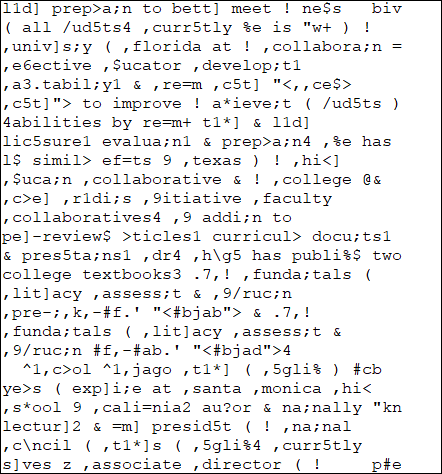 l1d] prep>a;n to bett] meet ! ne$s   biv
( all /ud5ts4 ,curr5tly %e is "w+ ) !
,univ]s;y ( ,florida at ! ,collabora;n =
,e6ective ,$ucator ,develop;t1
,a3.tabil;y1 & ,re=m ,c5t] "<,,ce$>
,c5t]"> to improve ! a*ieve;t ( /ud5ts )
4abilities by re=m+ t1*] & l1d]
lic5sure1 evalua;n1 & prep>a;n4 ,%e has
l$ simil> ef=ts 9 ,texas ) ! ,hi<]
,$uca;n ,collaborative & ! ,college @&
,c>e] ,r1di;s ,9itiative ,faculty
,collaboratives4 ,9 addi;n to
pe]-review$ >ticles1 curricul> docu;ts1
& pres5ta;ns1 ,dr4 ,h\g5 has publi%$ two
college textbooks3 .7,! ,funda;tals (
,lit]acy ,assess;t & ,9/ruc;n
,pre-;,k,-#f.' "<#bjab"> & .7,!
,funda;tals ( ,lit]acy ,assess;t &
,9/ruc;n #f,-#ab.' "<#bjad">4
  ^1,c>ol ^1,jago ,t1*] ( ,5gli% ) #cb
ye>s ( exp]i;e at ,santa ,monica ,hi<
,s*ool 9 ,cali=nia2 au?or & na;nally "kn
lectur]2 & =m] presid5t ( ! ,na;nal
,c\ncil ( ,t1*]s ( ,5gli%4 ,curr5tly
s]ves z ,associate ,director ( !     p#e